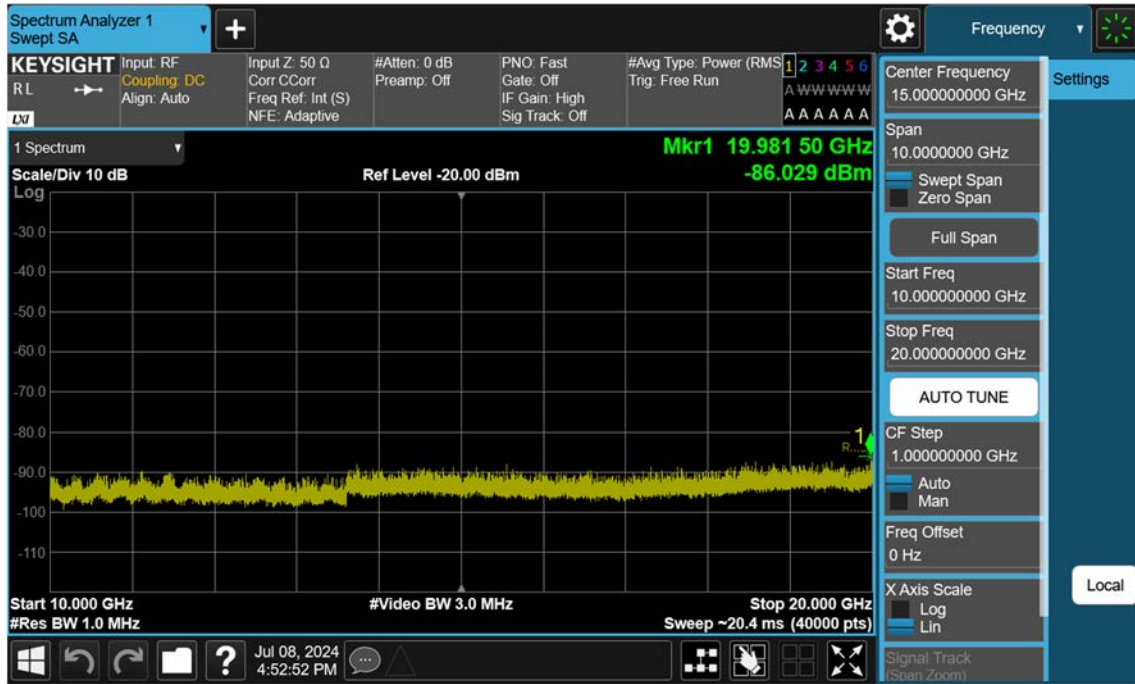 Spectrum Analyzer 1
Swept SA
+
Frequency
KEYSIGHT
R L
LXI
Input: RF
Coupling: DC
Align: Auto
Input Z: 50 Ω
Corr CCorr
Freq Ref: Int (S)
NFE: Adaptive
#Atten: 0 dB
Preamp: Off
PNO: Fast
Gate: Off
IF Gain: High
Sig Track: Off
#Avg Type: Power (RMS
Trig: Free Run
1 2 3 4 5 6
A W W W W W
A A A A A A
1 Spectrum
Mkr1 19.981 50 GHz
Scale/Div 10 dB
Ref Level -20.00 dBm
-86.029 dBm
Log
-30.0
-40.0
-50.0
-60.0
-70.0
-80.0
1
R...
-90.0
-100
-110
Start 10.000 GHz
#Video BW 3.0 MHz
Stop 20.000 GHz
#Res BW 1.0 MHz
Sweep ~20.4 ms (40000 pts)
Center Frequency
15.000000000 GHz
Settings
Span
10.0000000 GHz
Swept Span
Zero Span
Full Span
Start Freq
10.000000000 GHz
Stop Freq
20.000000000 GHz
AUTO TUNE
CF Step
1.000000000 GHz
Auto
Man
Freq Offset
0 Hz
X Axis Scale
Log
Lin
Local
Signal Track
(Span Zoom)
?
Jul 08, 2024
4:52:52 PM